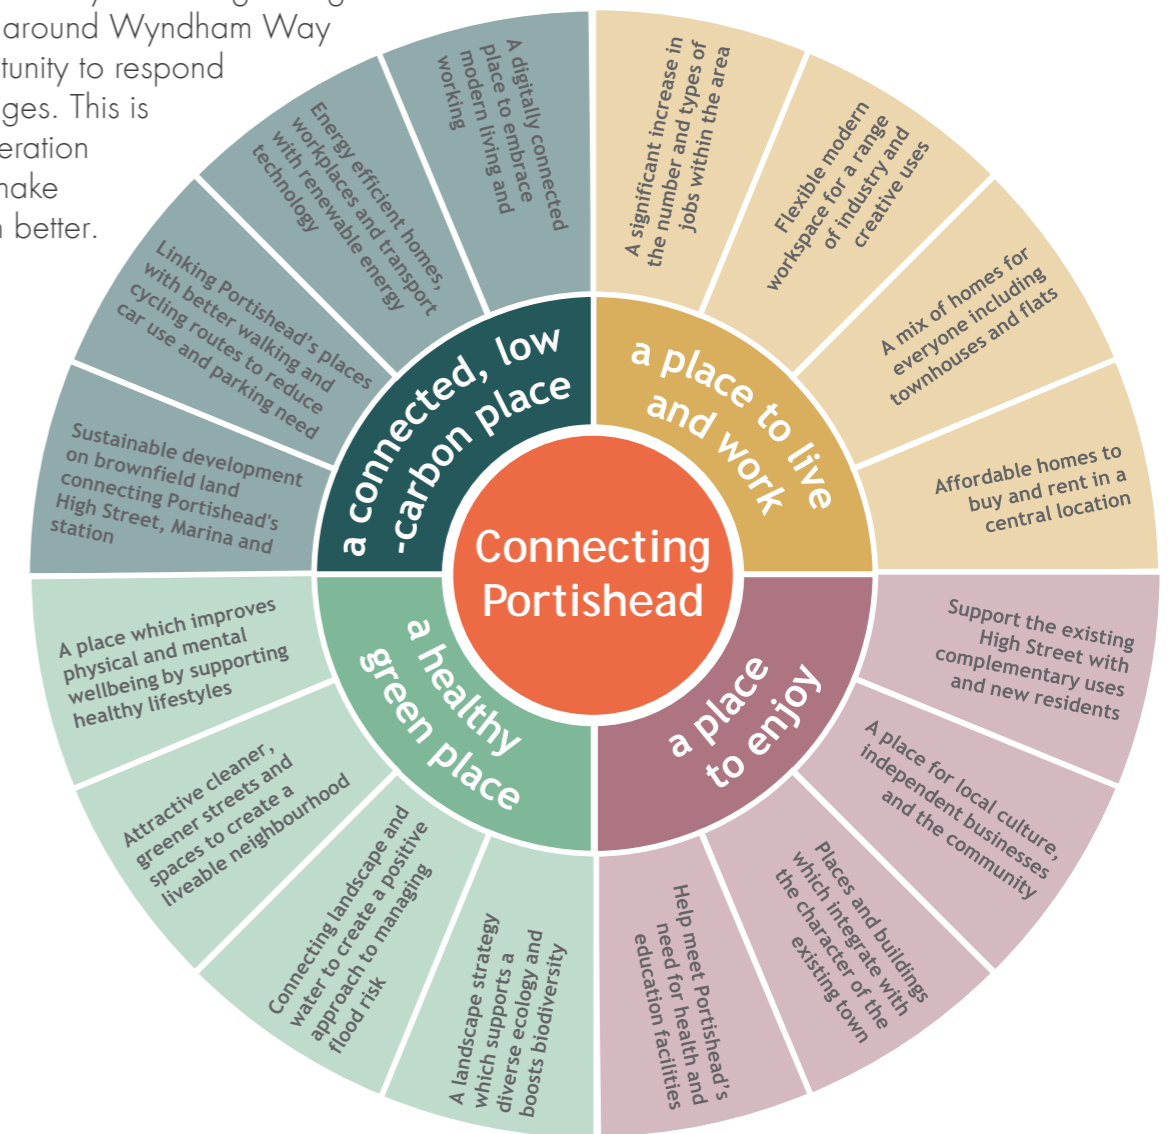 around Wyndham Way
tunity to respond
ges. This is
eration
make
better.
Connecting
Portishead
a place to live
and work
A significant increase in
the number and types of
jobs within the area
Flexible modern
workspace for a range
of industry and
creative uses
A mix of homes for
everyone including
townhouses and flats
Affordable homes to
buy and rent in a
central location
a place
to enjoy
Support the existing
High Street with
complementary uses
and new residents
A place for local culture,
independent businesses
and the community
Places and buildings
which integrate with
the character of the
existing town
Help meet Portishead's
need for health and
education facilities
a healthy
green place
A landscape strategy
which supports a
diverse ecology and
boosts biodiversity
Connecting landscape and
water to create a positive
approach to managing
flood risk
Attractive cleaner,
greener streets and
spaces to create a
liveable neighbourhood
A place which improves
physical and mental
wellbeing by supporting
healthy lifestyles
a connected, low
-carbon place
Sustainable development
on brownfield land
connecting Portishead's
High Street, Marina and
station
Linking Portishead's places
with better walking and
cycling routes to reduce
car use and parking need
Energy efficient homes,
workplaces and transport
with renewable energy
technology
A digitally connected
place to embrace
modern living and
working